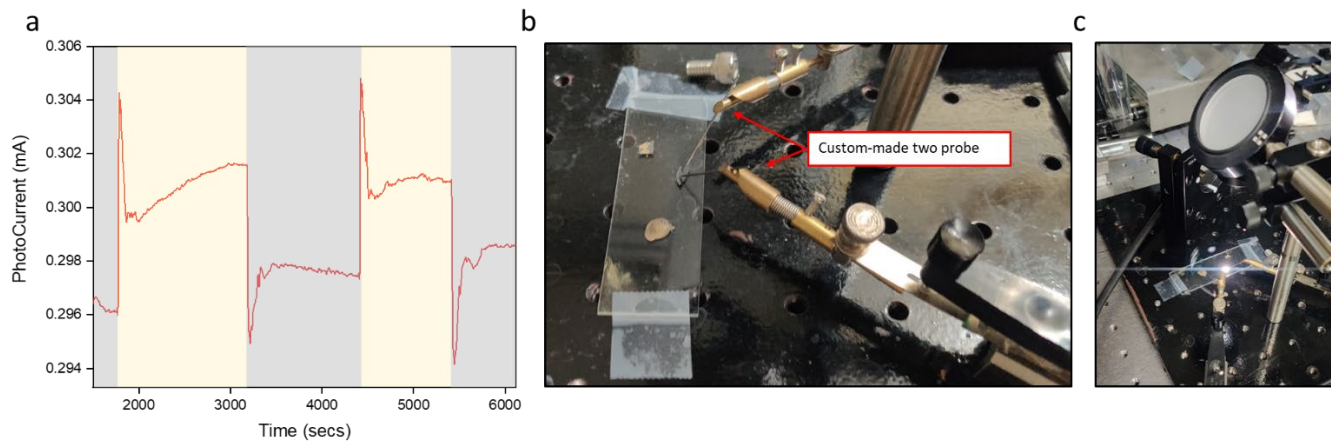 a
b
c
0.306
0.304
0.302
0.300
0.298
0.296
0.294
PhotoCurrent (mA)
2000 3000 4000 5000 6000
Time (secs)
Custom-made two probe